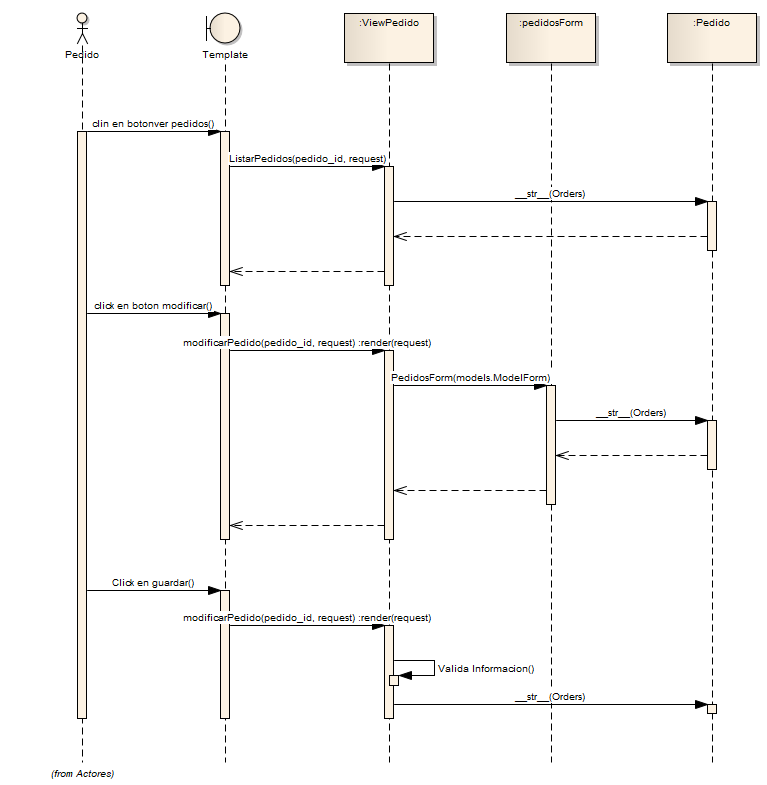 :ViewPedido
:pedidosForm
:Pedido
Pedido
Template
clin en botonver pedidos()
ListarPedidos(pedido_id, request)
__str__(Orders)
click en boton modificar()
modificarPedido(pedido_id, request) :render(request)
PedidosForm(models.ModelForm)
__str__(Orders)
Click en guardar()
modificarPedido(pedido_id, request) :render(request)
Valida Informacion()
__str__(Orders)
(from Actores)